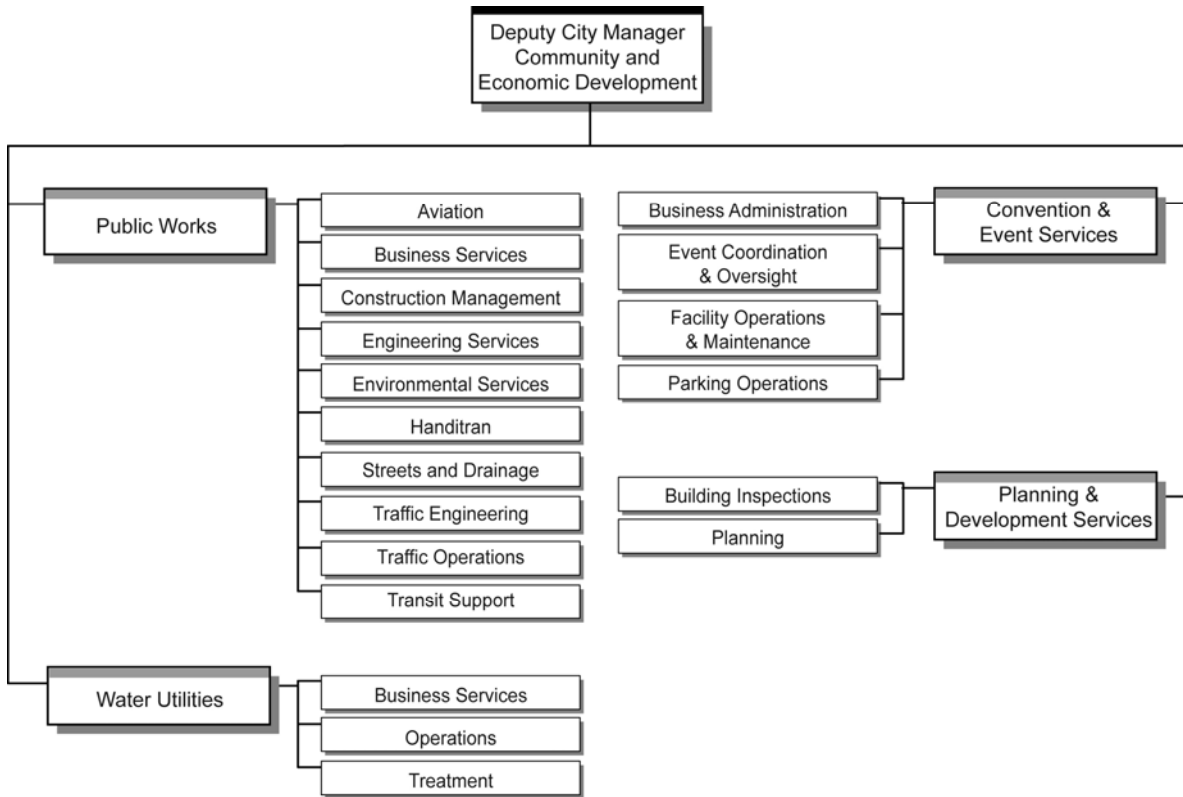 Deputy City Manager
Community and
Economic Development
Public Works
Aviation
Business Services
Construction Management
Engineering Services
Environmental Services
Handitran
Streets and Drainage
Traffic Engineering
Traffic Operations
Transit Support
Water Utilities
Business Services
Operations
Treatment
Convention &
Event Services
Business Administration
Event Coordination
& Oversight
Facility Operations
& Maintenance
Parking Operations
Planning &
Development Services
Building Inspections
Planning